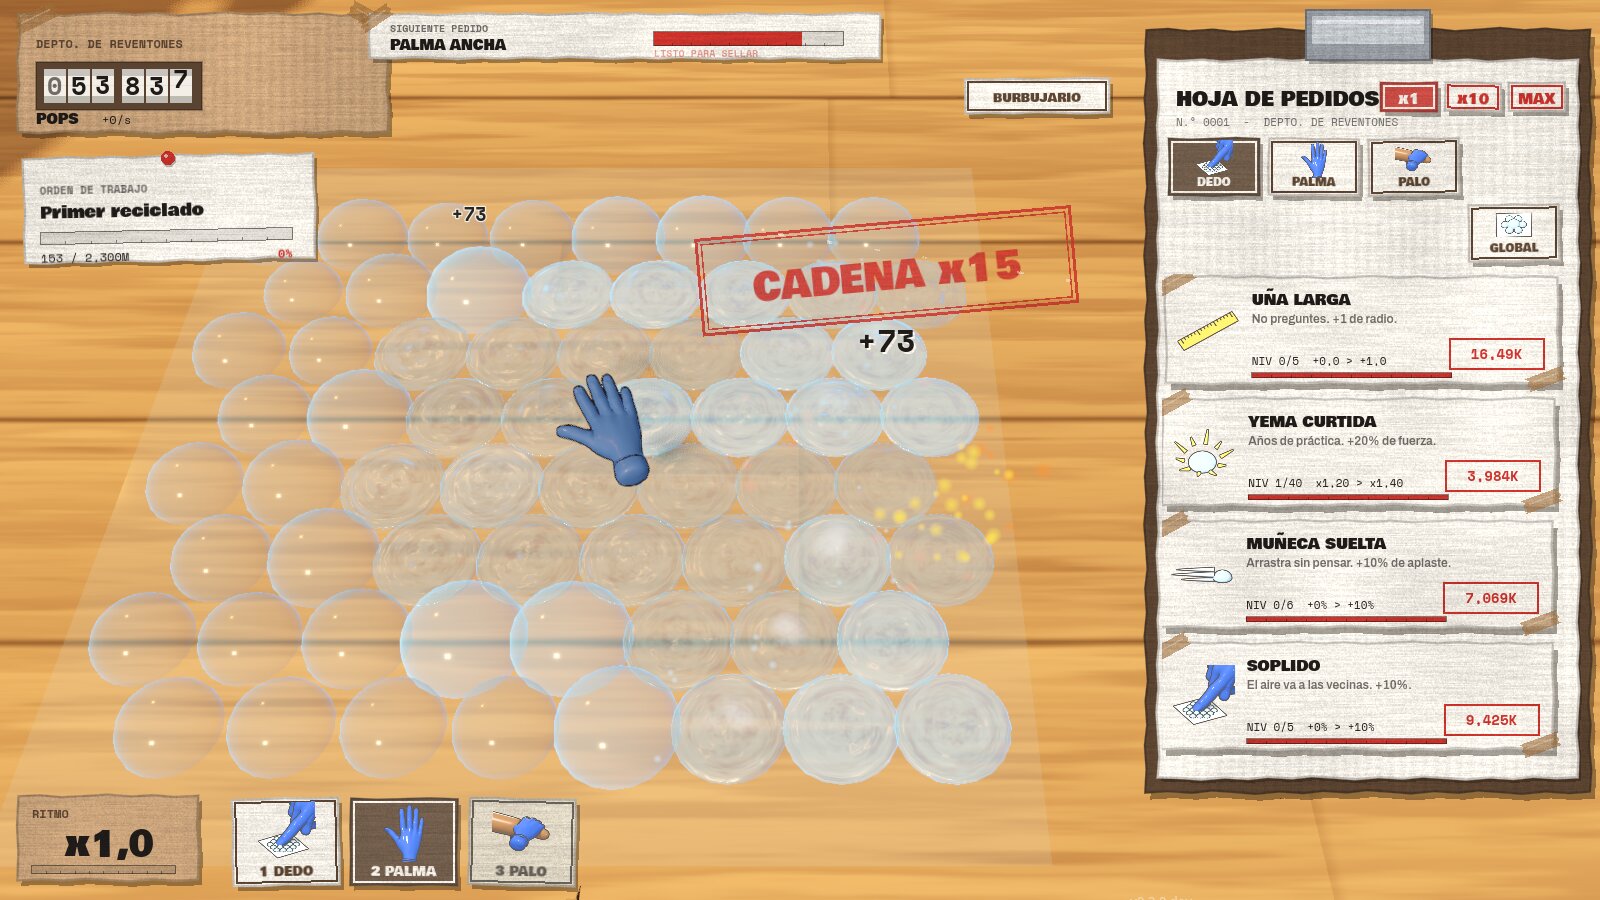 DEPTO. DE REVENTONES
053 837
POPS +0/s
SIGUIENTE PEDIDO
PALMA ANCHA
LISTO PARA SELLAR
BURBUJARIO
ORDEN DE TRABAJO
Primer reciclado
153 / 2,300M 0%
+73
CADENA x15
+73
HOJA DE PEDIDOS x1 x10 MAX
N.° 0001 - DEPTO. DE REVENTONES
DEDO PALMA PALO
GLOBAL
UÑA LARGA
No preguntes. +1 de radio.
NIV 0/5 +0,0 > +1,0
16,49K
YEMA CURTIDA
Años de práctica. +20% de fuerza.
NIV 1/40 x1,20 > x1,40
3,984K
MUÑECA SUELTA
Arrastra sin pensar. +10% de aplaste.
NIV 0/6 +0% > +10%
7,069K
SOPLIDO
El aire va a las vecinas. +10%.
NIV 0/5 +0% > +10%
9,425K
RITMO
x1,0
1 DEDO 2 PALMA 3 PALO